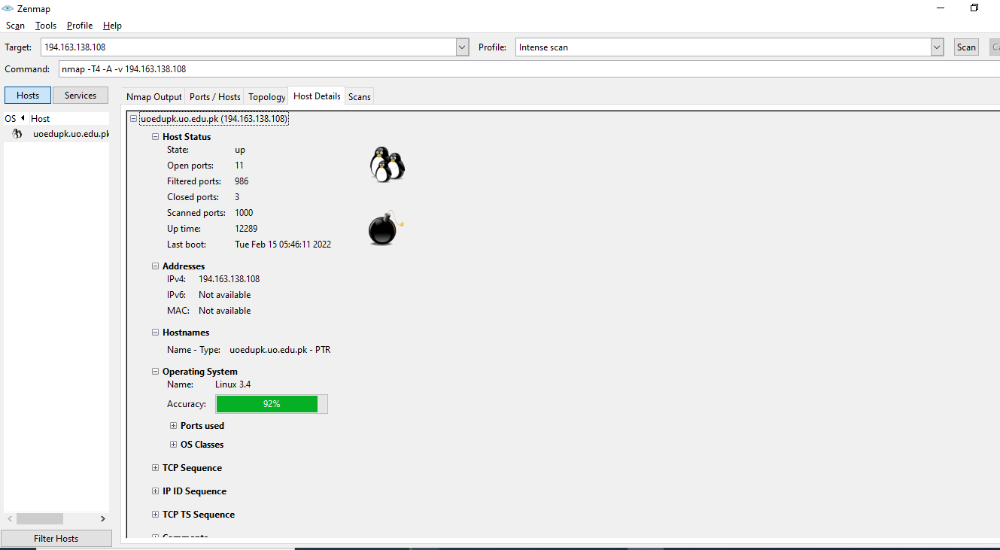 Zenmap
Scan Tools Profile Help
Target: 194.163.138.108 Profile: Intense scan Scan
Command: nmap -T4 -A -v 194.163.138.108
Hosts Services
Nmap Output Ports / Hosts Topology Host Details Scans
OS Host
uoedupk.uo.edu.pk
uoedupk.uo.edu.pk (194.163.138.108)
Host Status
State: up
Open ports: 11
Filtered ports: 986
Closed ports: 3
Scanned ports: 1000
Up time: 12289
Last boot: Tue Feb 15 05:46:11 2022
Addresses
IPv4: 194.163.138.108
IPv6: Not available
MAC: Not available
Hostnames
Name - Type: uoedupk.uo.edu.pk - PTR
Operating System
Name: Linux 3.4
Accuracy: 92%
Ports used
OS Classes
TCP Sequence
IP ID Sequence
TCP TS Sequence
Comments
Filter Hosts